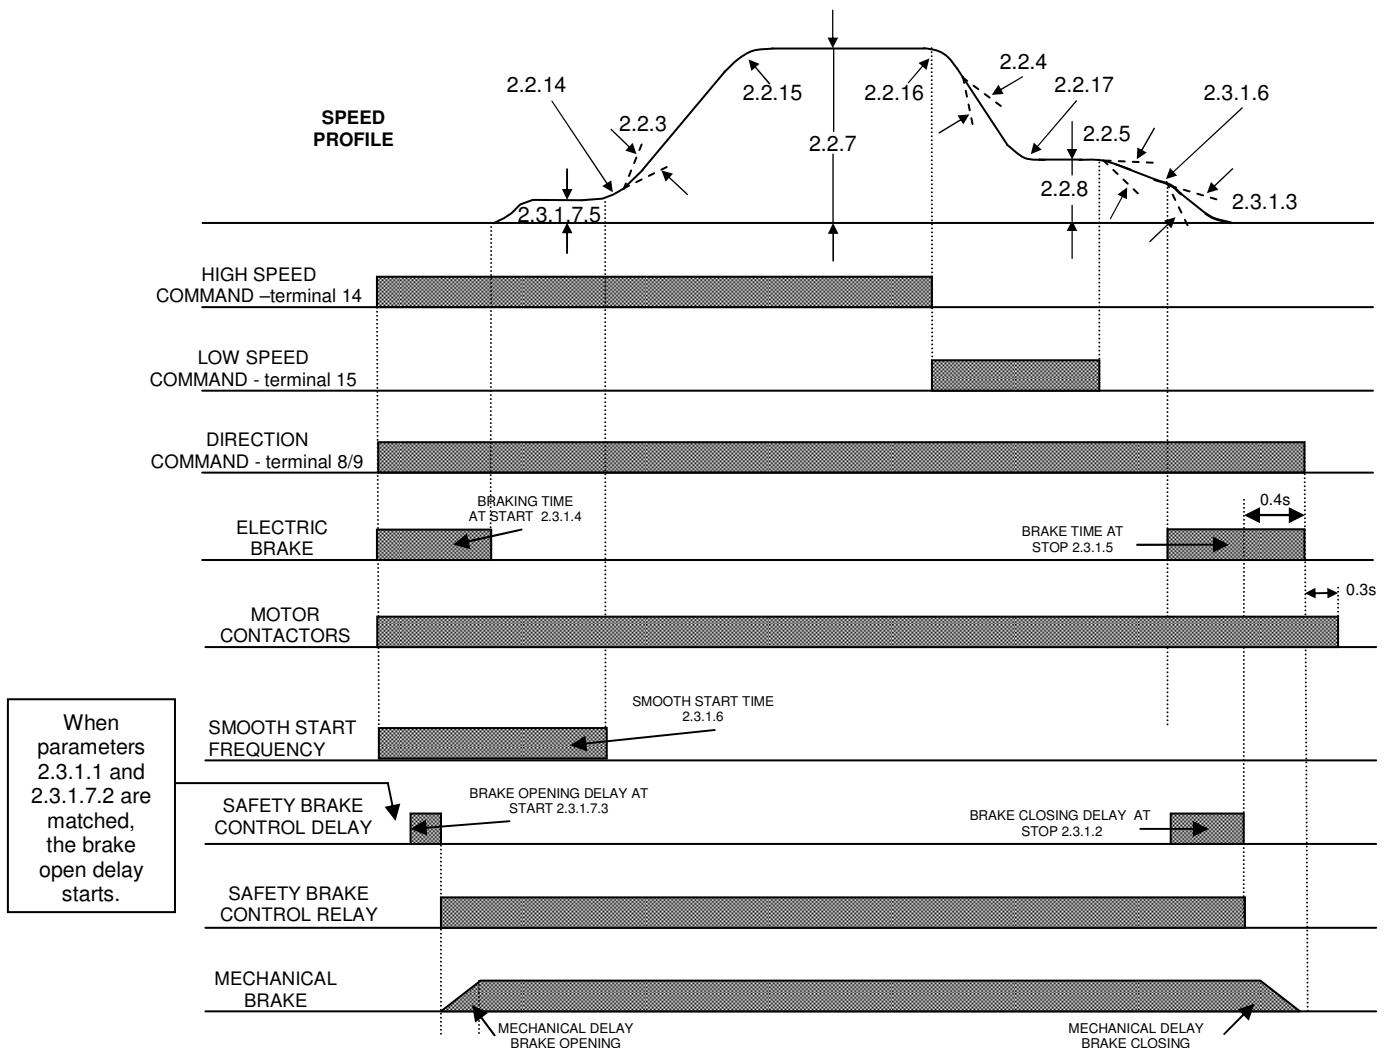 SPEED
PROFILE
2.2.14
2.2.3
2.2.15
2.2.7
2.2.16
2.2.4
2.2.17
2.3.1.6
2.2.5
2.2.8
2.3.1.3
2.3.1.7.5
HIGH SPEED
COMMAND –terminal 14
LOW SPEED
COMMAND - terminal 15
DIRECTION
COMMAND - terminal 8/9
ELECTRIC
BRAKE
BRAKING TIME
AT START 2.3.1.4
BRAKE TIME AT
STOP 2.3.1.5
0.4s
MOTOR
CONTACTORS
0.3s
SMOOTH START
FREQUENCY
SMOOTH START TIME
2.3.1.6
When
parameters
2.3.1.1 and
2.3.1.7.2 are
matched,
the brake
open delay
starts.
SAFETY BRAKE
CONTROL DELAY
BRAKE OPENING DELAY AT
START 2.3.1.7.3
BRAKE CLOSING DELAY AT
STOP 2.3.1.2
SAFETY BRAKE
CONTROL RELAY
MECHANICAL
BRAKE
MECHANICAL DELAY
BRAKE OPENING
MECHANICAL DELAY
BRAKE CLOSING